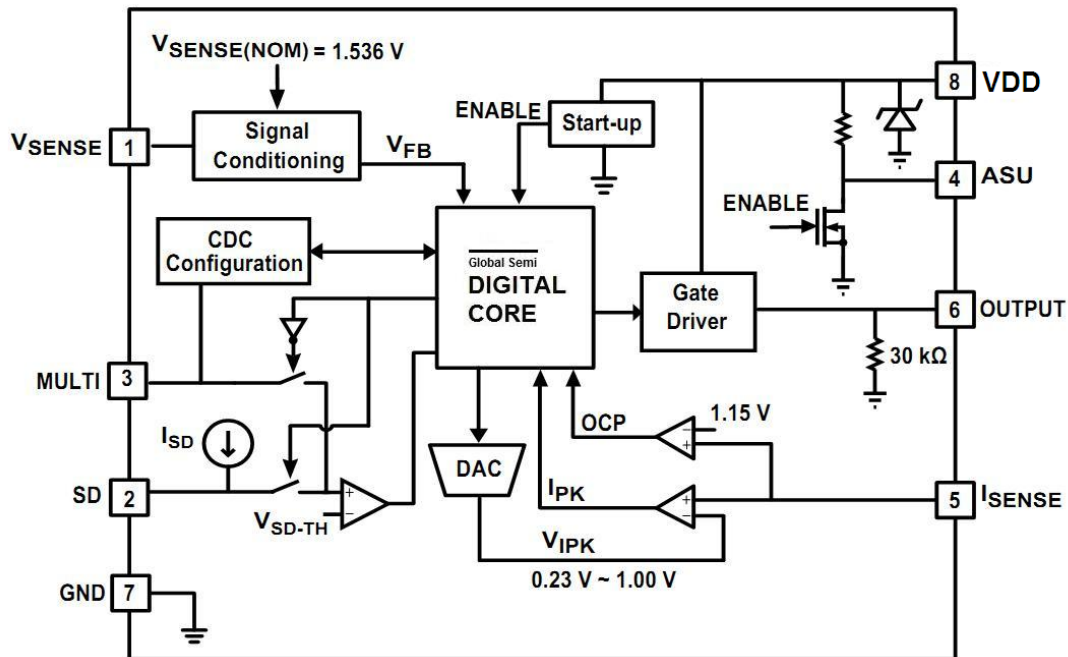 VSENSE(NOM) = 1.536 V
VSENSE
1
Signal
Conditioning
VFB
ENABLE
Start-up
8
VDD
4
ASU
ENABLE
CDC
Configuration
Global Semi
DIGITAL
CORE
Gate
Driver
6
OUTPUT
30 kΩ
MULTI
3
ISD
SD
2
VSD-TH
DAC
OCP
1.15 V
IPK
5
ISENSE
VIPK
0.23 V ~ 1.00 V
GND
7